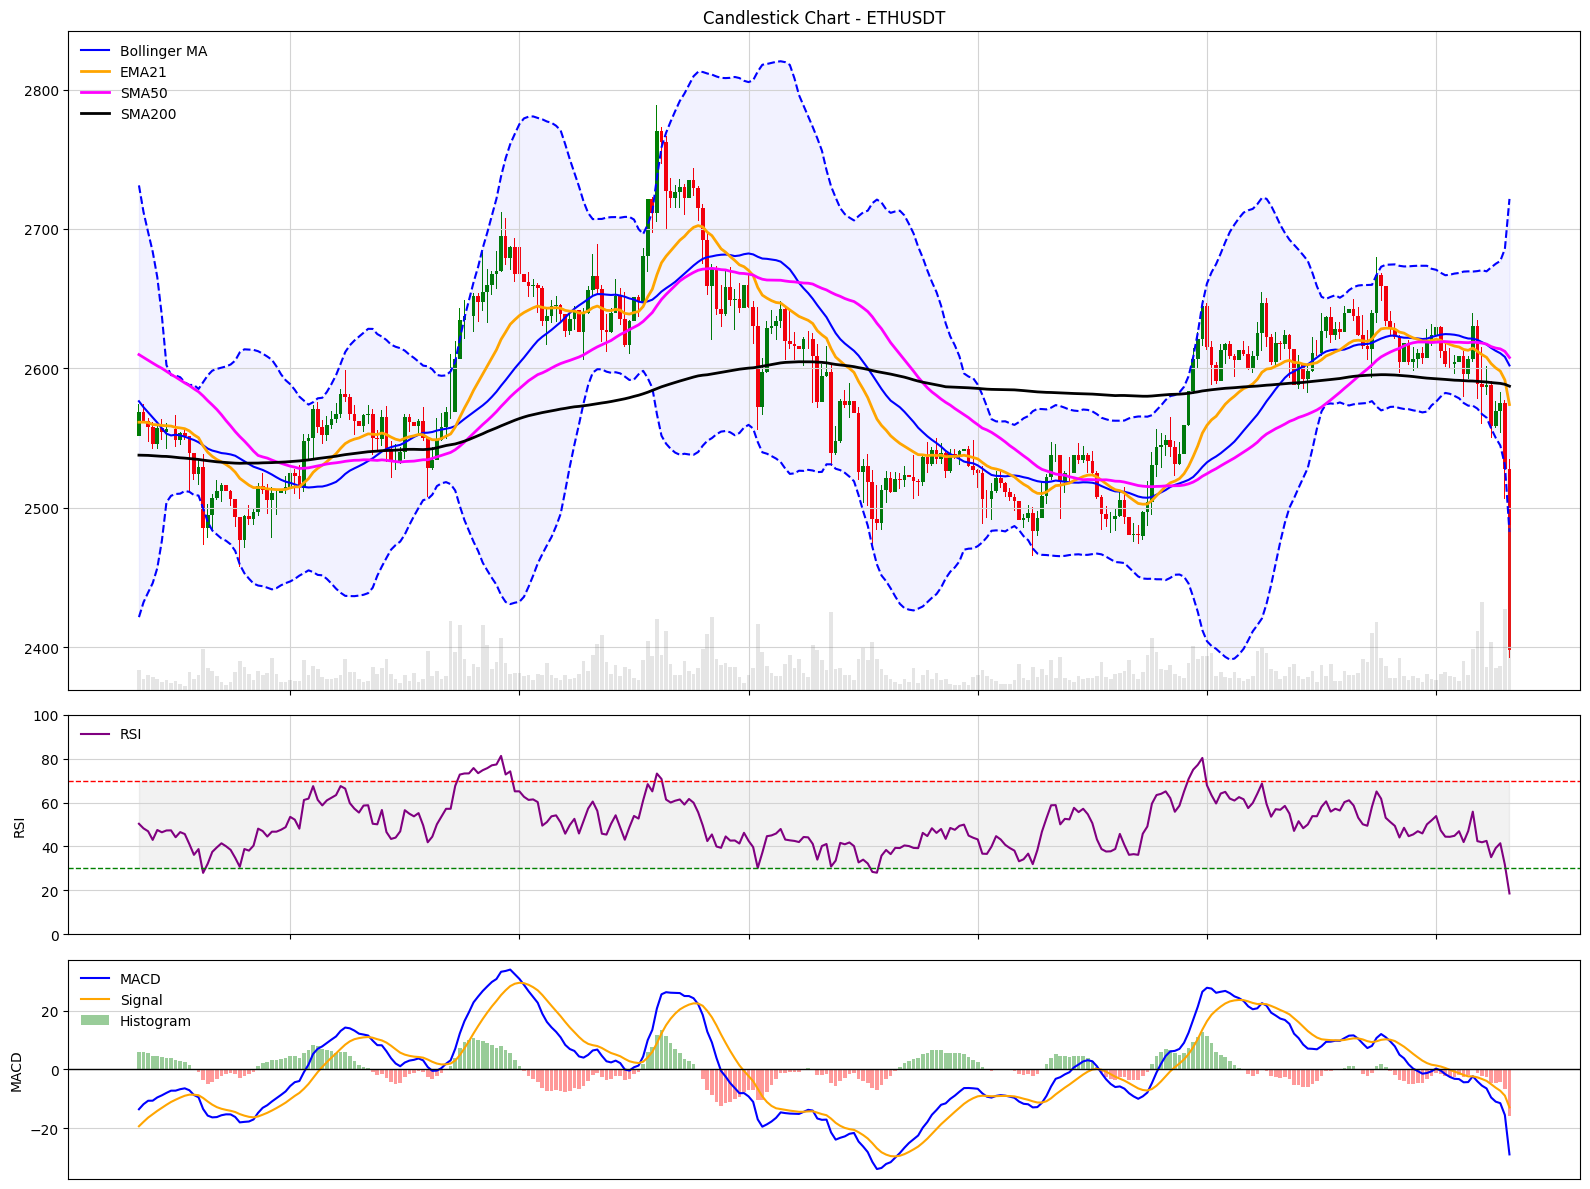 Candlestick Chart - ETHUSDT
Bollinger MA
EMA21
SMA50
SMA200
2800
2700
2600
2500
2400
RSI
100
80
60
40
20
0
RSI
MACD
Signal
Histogram
20
0
−20
MACD